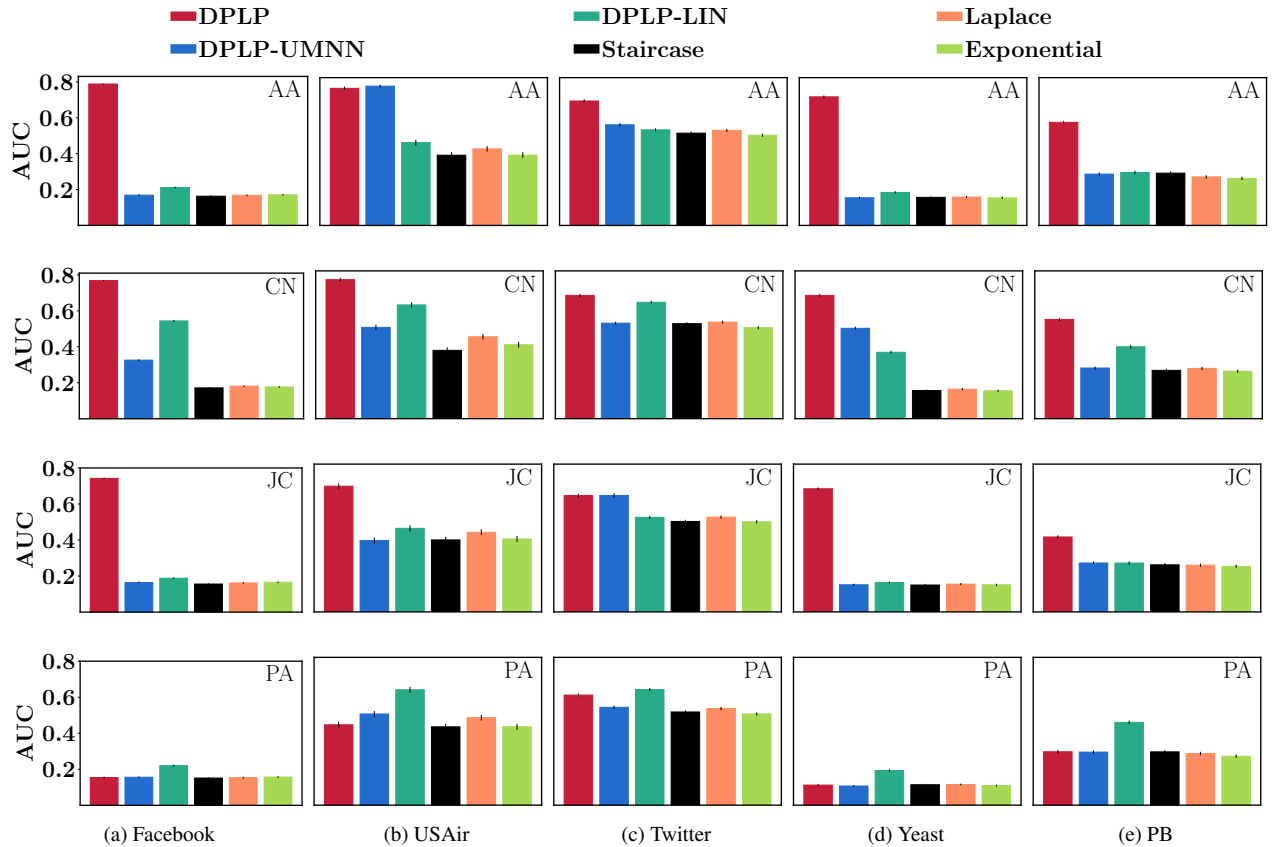 DPLP DPLP-LIN Laplace
DPLP-UMNN Staircase Exponential
AUC 0.8 0.6 0.4 0.2 AA AA AA AA AA
AUC 0.8 0.6 0.4 0.2 CN CN CN CN CN
AUC 0.8 0.6 0.4 0.2 JC JC JC JC JC
AUC 0.8 0.6 0.4 0.2 PA PA PA PA PA
(a) Facebook (b) USAir (c) Twitter (d) Yeast (e) PB